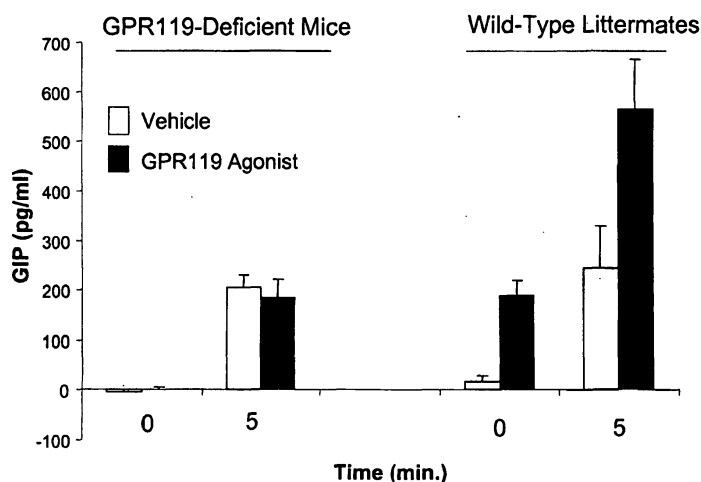 GPR119-Deficient Mice Wild-Type Littermates
700
600
500
400
300
200
100
0
-100
GIP (pg/ml)
Vehicle
GPR119 Agonist
0 5 0 5
Time (min.)